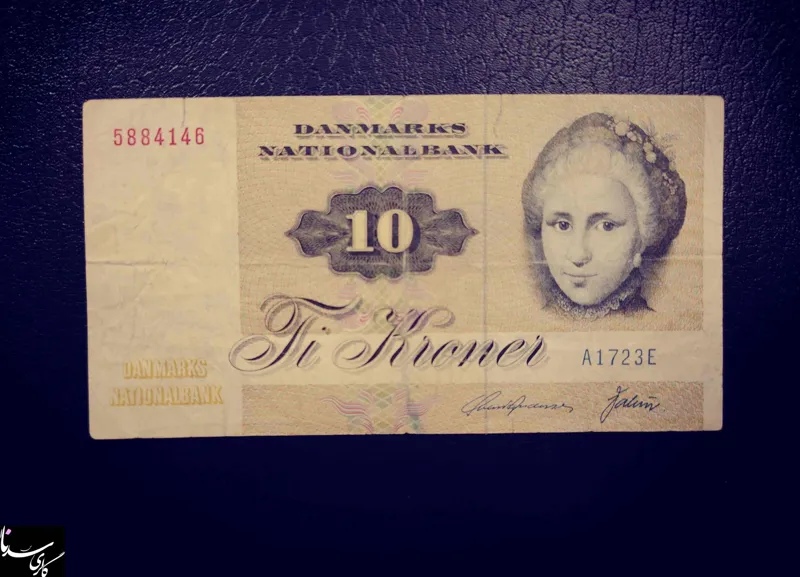 5884146
DANMARKS
NATIONALBANK
10
Ti Kroner
A1723E
DANMARKS
NATIONALBANK